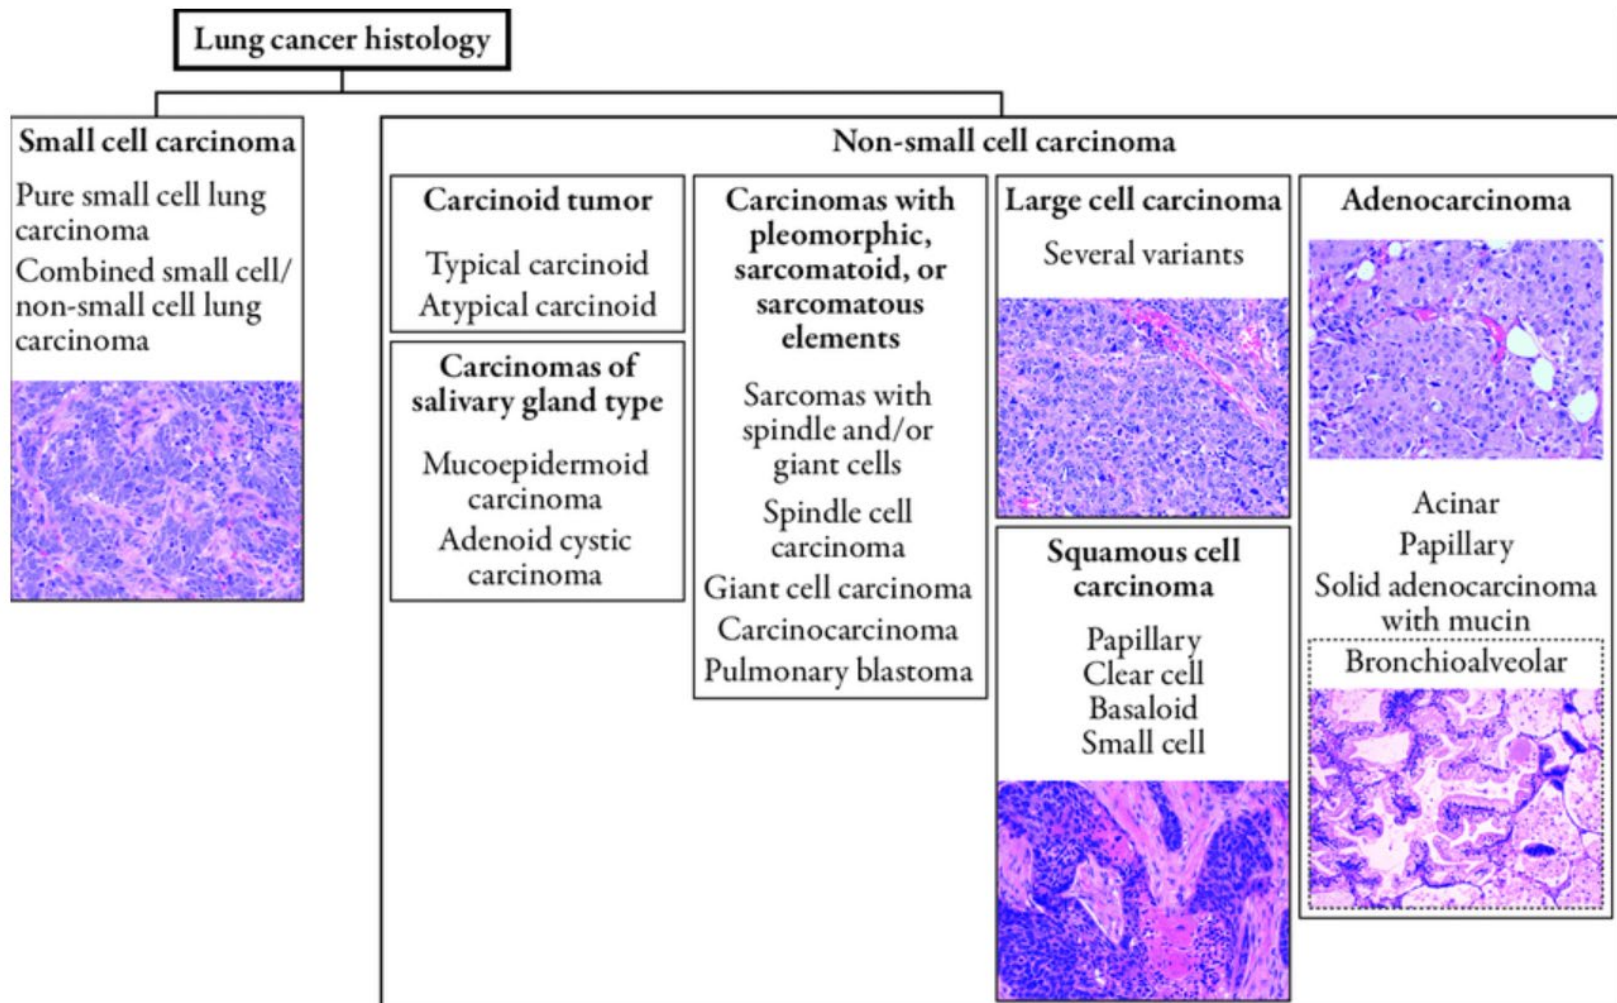 Lung cancer histology
Small cell carcinoma
Pure small cell lung
carcinoma
Combined small cell/
non-small cell lung
carcinoma
Non-small cell carcinoma
Carcinoid tumor
Typical carcinoid
Atypical carcinoid
Carcinomas of
salivary gland type
Mucoepidermoid
carcinoma
Adenoid cystic
carcinoma
Carcinomas with
pleomorphic,
sarcomatoid, or
sarcomatous
elements
Sarcomas with
spindle and/or
giant cells
Spindle cell
carcinoma
Giant cell carcinoma
Carcinocarcinoma
Pulmonary blastoma
Large cell carcinoma
Several variants
Squamous cell
carcinoma
Papillary
Clear cell
Basaloid
Small cell
Adenocarcinoma
Acinar
Papillary
Solid adenocarcinoma
with mucin
Bronchioalveolar